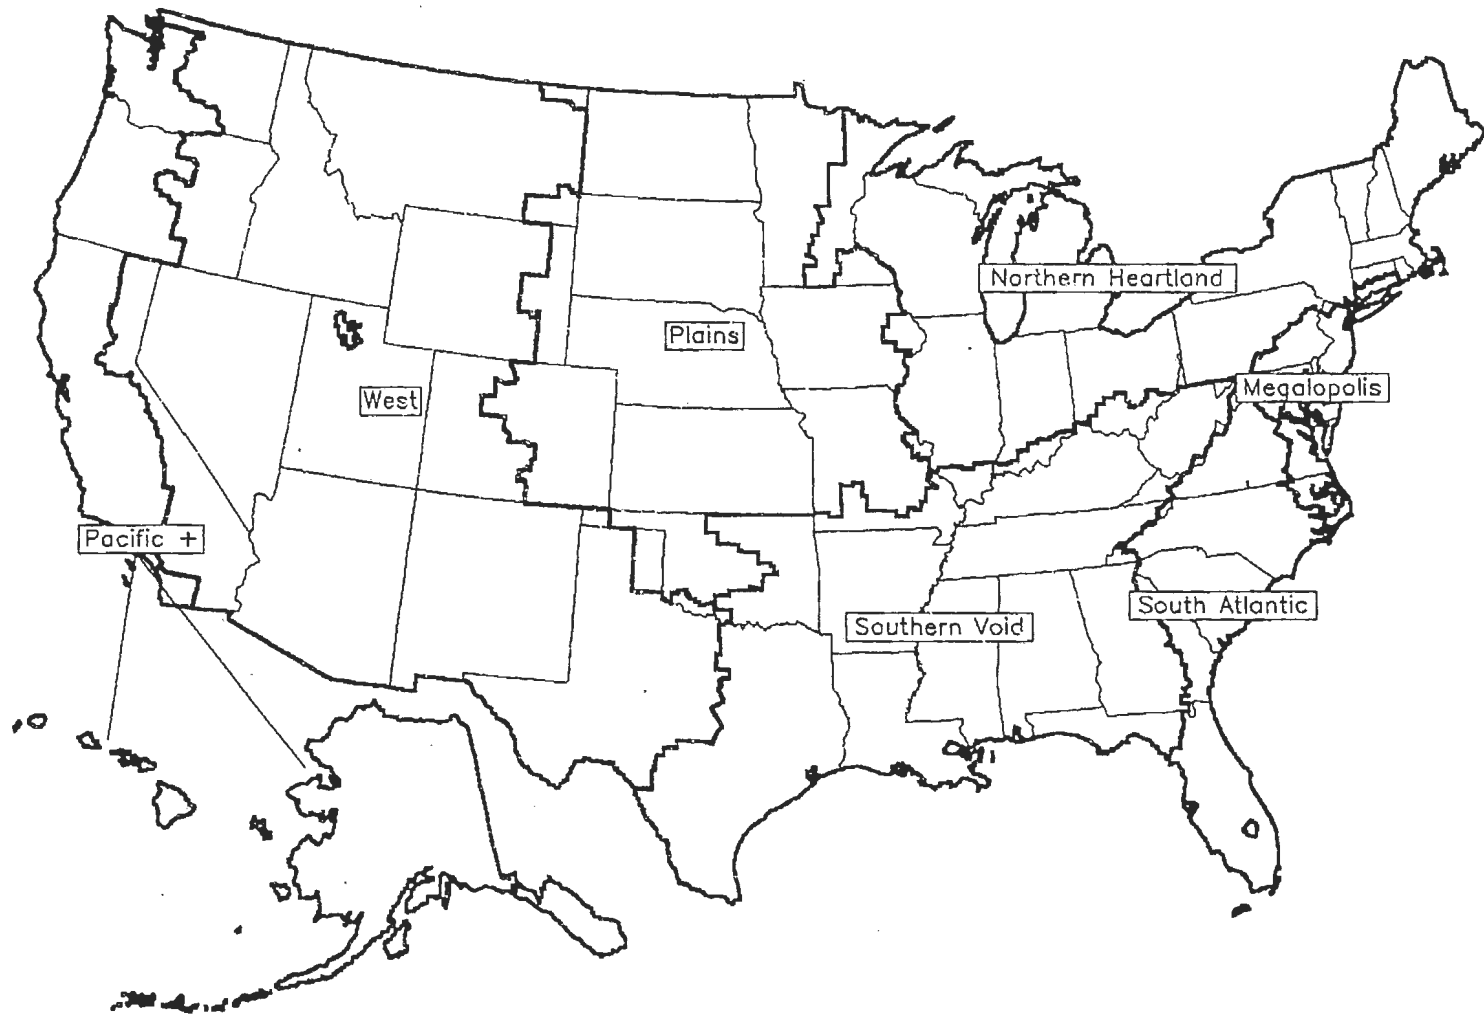 Northern Heartland
Plains
Megalopolis
West
Pacific +
South Atlantic
Southern Void